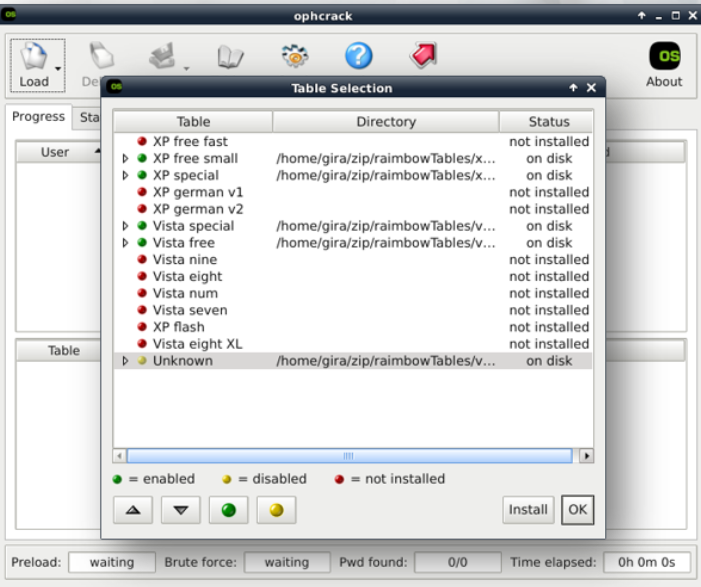 OS ophcrack
OS
Load De About
OS Table Selection
Progress Sta
Table Directory Status
User
XP free fast not installed
XP free small /home/gira/zip/raimbowTables/x... on disk
XP special /home/gira/zip/raimbowTables/x... on disk
XP german v1 not installed
XP german v2 not installed
Vista special /home/gira/zip/raimbowTables/v... on disk
Vista free /home/gira/zip/raimbowTables/v... on disk
Vista nine not installed
Vista eight not installed
Vista num not installed
Vista seven not installed
XP flash not installed
Vista eight XL not installed
Table
Unknown /home/gira/zip/raimbowTables/v... on disk
= enabled = disabled = not installed
Install OK
Preload: waiting Brute force: waiting Pwd found: 0/0 Time elapsed: 0h 0m 0s